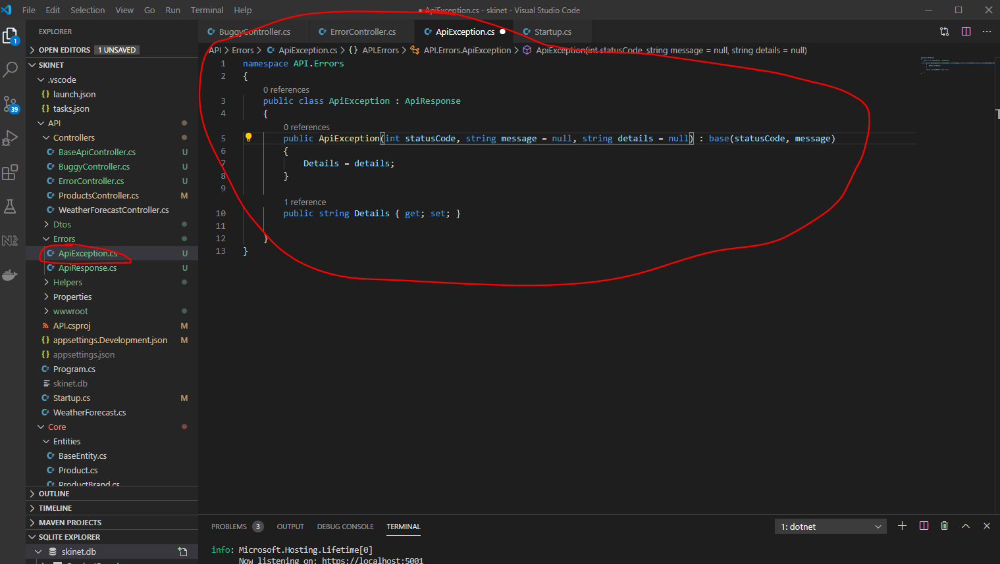 File Edit Selection View Go Run Terminal Help
● ApiException.cs - skinet - Visual Studio Code
EXPLORER
OPEN EDITORS 1 UNSAVED
SKINET
.vscode
{} launch.json
{} tasks.json
API
Controllers
C# BaseApiController.cs U
C# BuggyController.cs U
C# ErrorController.cs U
C# ProductsController.cs M
C# WeatherForecastController.cs
Dtos
Errors
C# ApiException.cs U
C# ApiResponse.cs U
Helpers
Properties
wwwroot
API.csproj M
{} appsettings.Development.json M
{} appsettings.json
C# Program.cs
skinet.db
C# Startup.cs M
C# WeatherForecast.cs
Core
Entities
C# BaseEntity.cs
C# Product.cs
C# ProductBrand.cs
OUTLINE
TIMELINE
MAVEN PROJECTS
SQLITE EXPLORER
skinet.db
1
39
C# BuggyController.cs C# ErrorController.cs C# ApiException.cs C# Startup.cs
API > Errors > C# ApiException.cs > {} API.Errors > API.Errors.ApiException > ApiException(int statusCode, string message = null, string details = null)
1 namespace API.Errors
2 {
0 references
3 public class ApiException : ApiResponse
4 {
0 references
5 public ApiException(int statusCode, string message = null, string details = null) : base(statusCode, message)
6 {
7 Details = details;
8 }
9
1 reference
10 public string Details { get; set; }
11
12 }
13 }
PROBLEMS 3 OUTPUT DEBUG CONSOLE TERMINAL
1: dotnet
info: Microsoft.Hosting.Lifetime[0]
Now listening on: https://localhost:5001